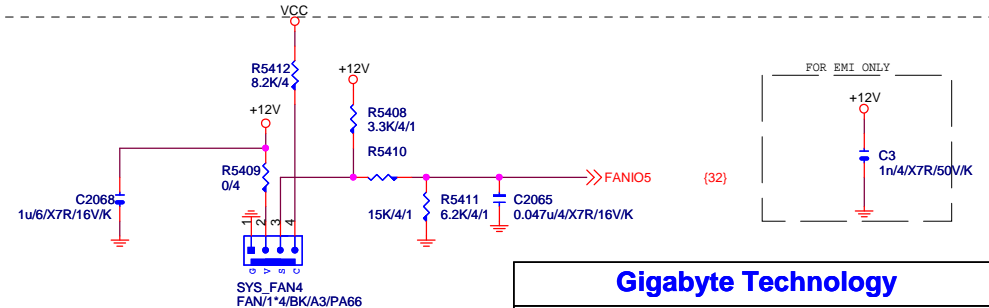 VCC
R5412
8.2K/4
+12V
R5408
3.3K/4/1
FOR EMI ONLY
+12V
+12V
R5410
R5409
0/4
C3
1n/4/X7R/50V/K
FANIO5
{32}
C2068
1u/6/X7R/16V/K
15K/4/1
R5411
6.2K/4/1
C2065
0.047u/4/X7R/16V/K
1
2
3
4
G
V
S
C
SYS_FAN4
FAN/1*4/BK/A3/PA66
Gigabyte Technology